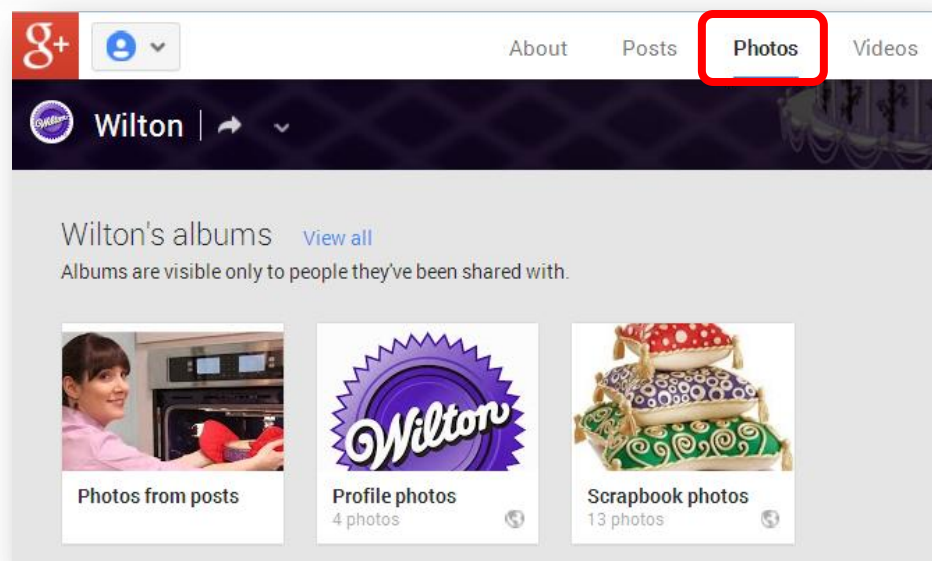 g+
About Posts Photos Videos
Wilton
Wilton's albums View all
Albums are visible only to people they've been shared with.
Wilton
Photos from posts
Profile photos
Scrapbook photos
4 photos
13 photos